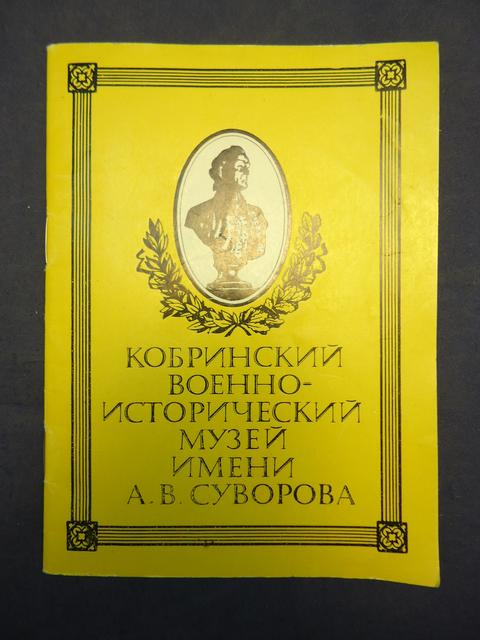 КОБРИНСКИЙ
ВОЕННО-
ИСТОРИЧЕСКИЙ
МУЗЕЙ
ИМЕНИ
А. В. СУВОРОВА